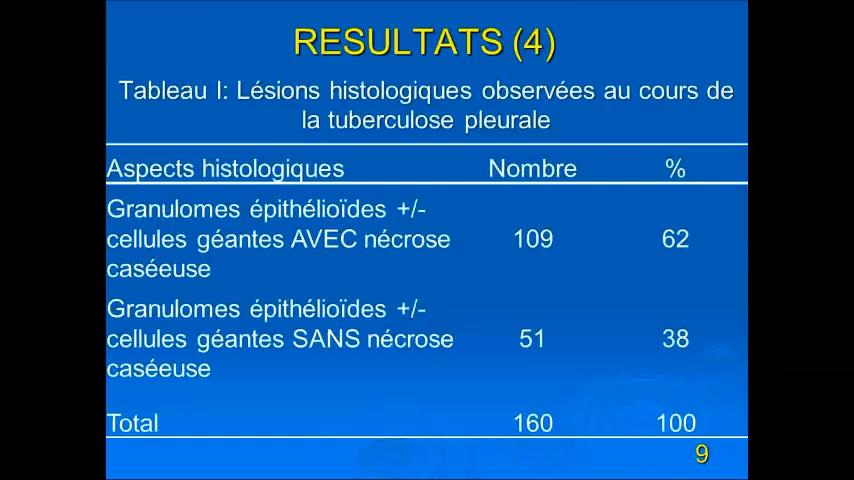 RESULTATS (4)
Tableau I: Lésions histologiques observées au cours de
la tuberculose pleurale
Aspects histologiques Nombre %
Granulomes épithélioïdes +/-
cellules géantes AVEC nécrose 109 62
caséeuse
Granulomes épithélioïdes +/-
cellules géantes SANS nécrose 51 38
caséeuse
Total 160 100
9